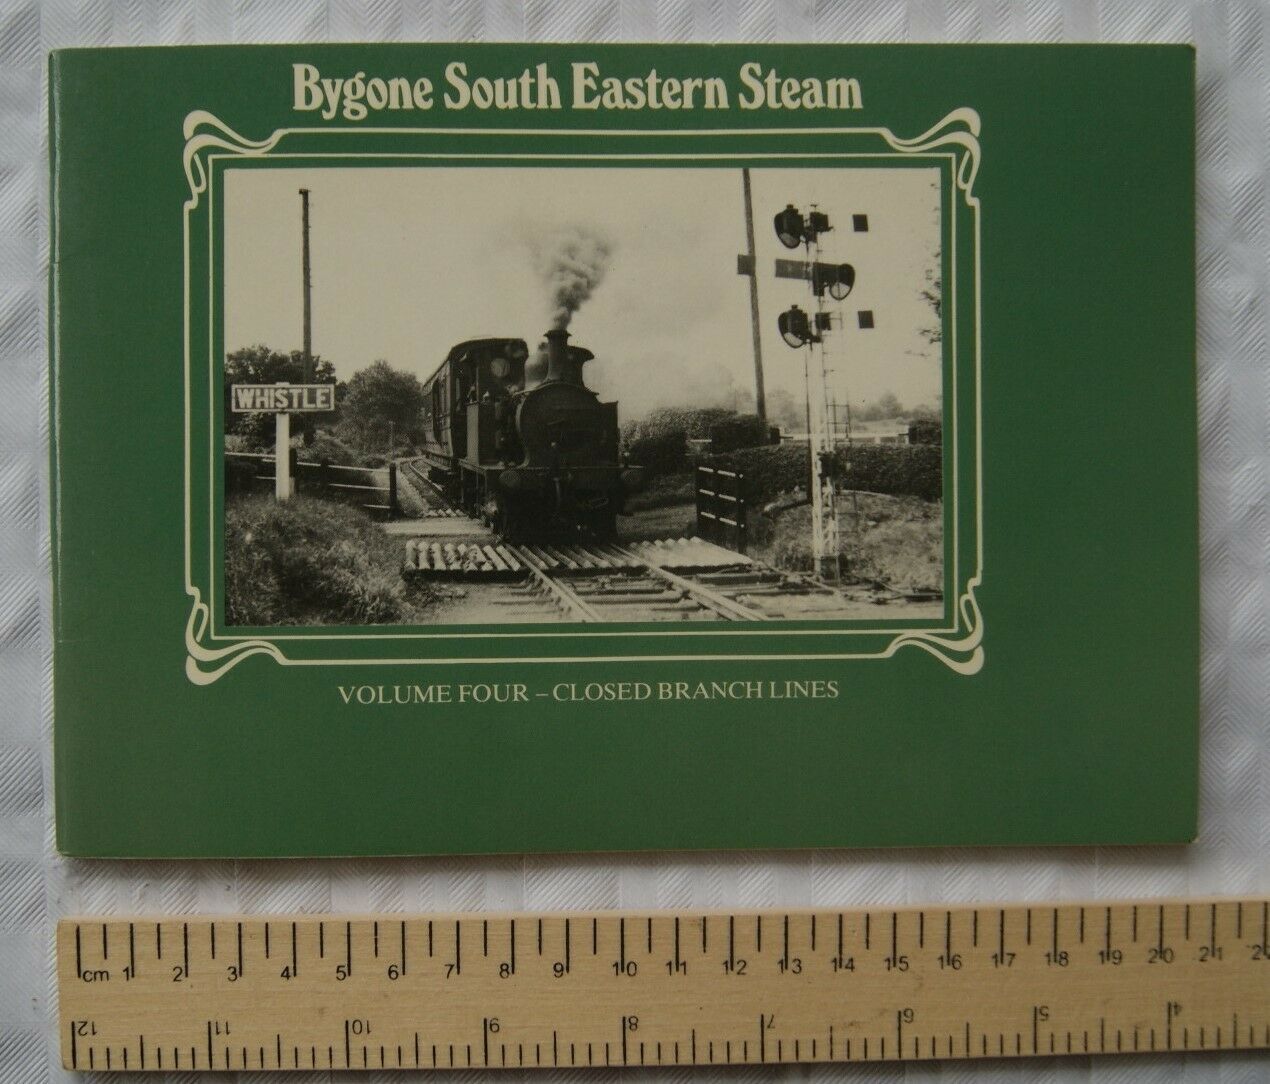 Bygone South Eastern Steam
WHISTLE
VOLUME FOUR – CLOSED BRANCH LINES
cm 1 2 3 4 5 6 7 8 9 10 11 12 13 14 15 16 17 18 19 20 21
12 11 10 9 8 7 6 5 4